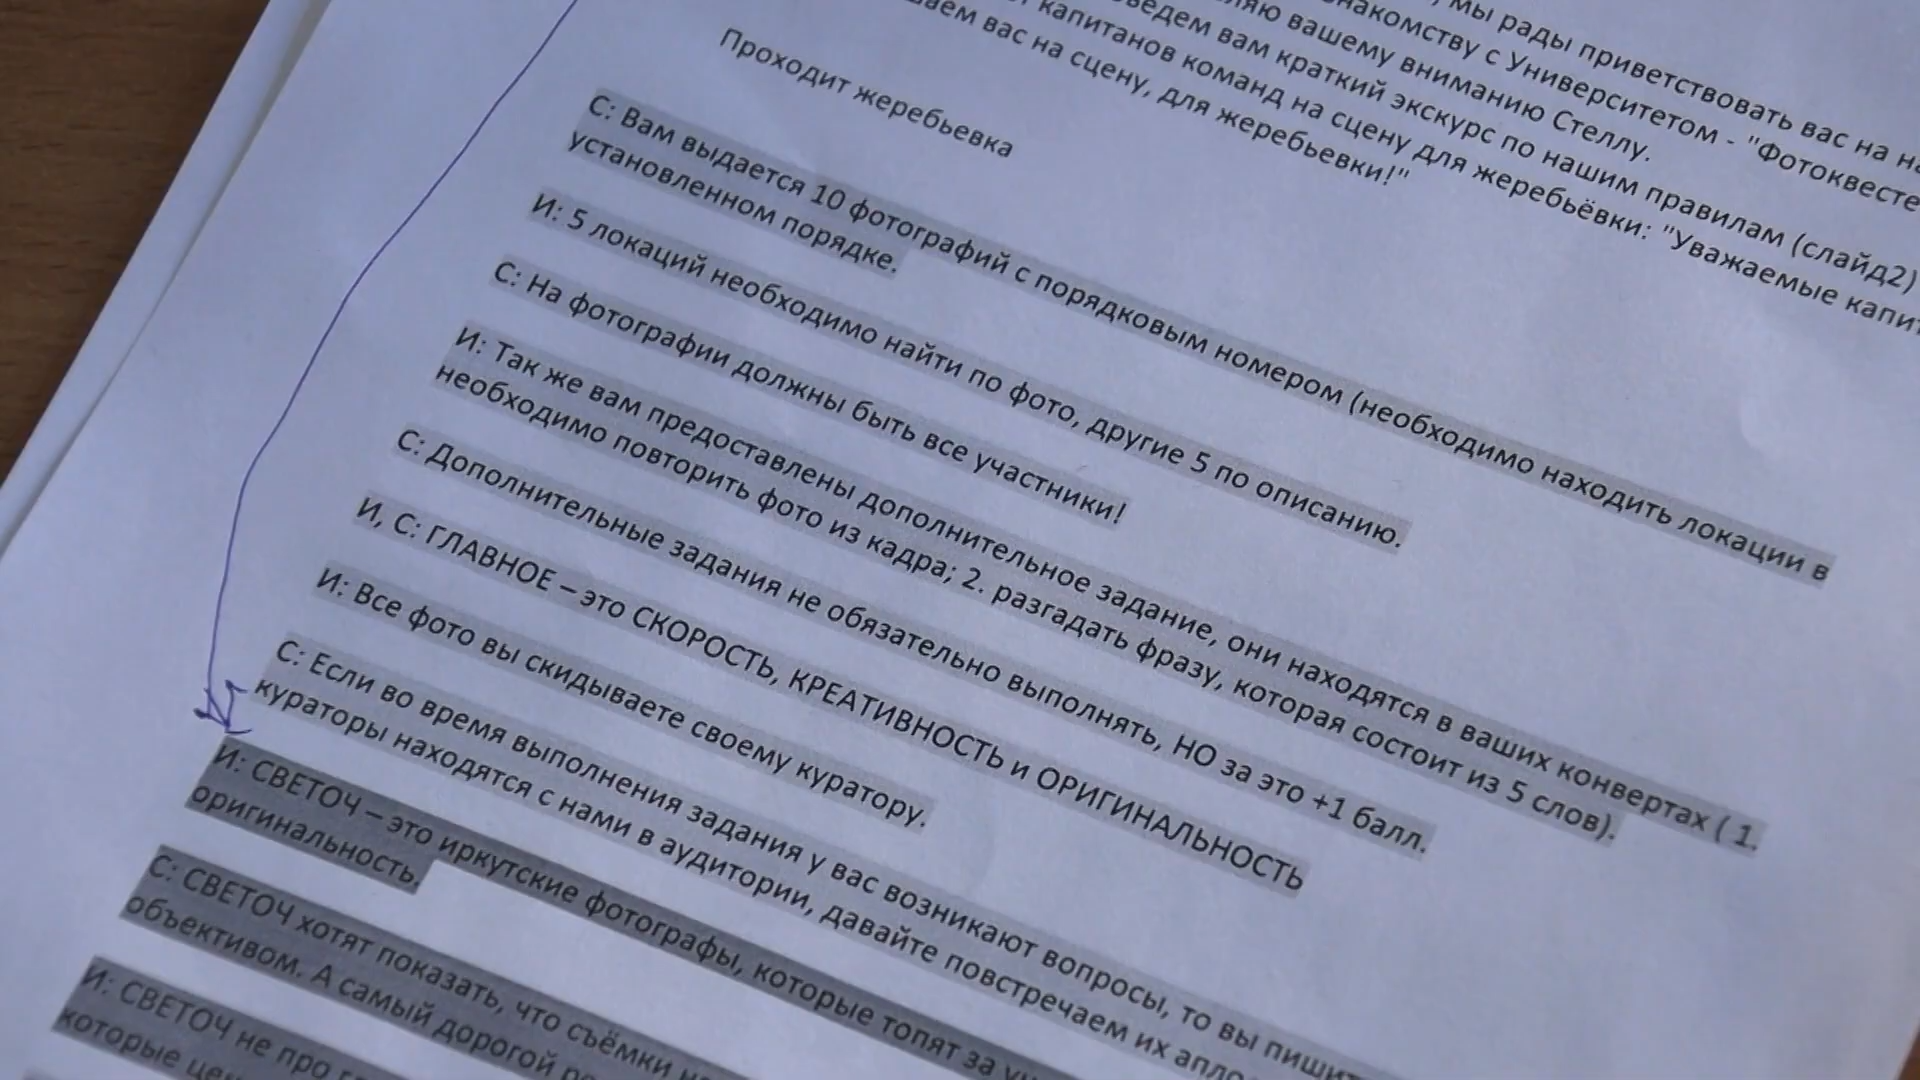 мы рады приветствовать вас на
знакомству с Университетом - "Фотоквесте
вашему вниманию Стеллу.
вам краткий экскурс по нашим правилам (слайд2)
капитанов команд на сцену для жеребьёвки: "Уважаемые
вас на сцену, для жеребьевки!"
Проходит жеребьевка
С: Вам выдается 10 фотографий с порядковым номером (необходимо находить локации в
установленном порядке.
И: 5 локаций необходимо найти по фото, другие 5 по описанию.
С: На фотографии должны быть все участники!
И: Так же вам предоставлены дополнительное задание, они находятся в ваших конвертах ( 1.
необходимо повторить фото из кадра; 2. разгадать фразу, которая состоит из 5 слов).
С: Дополнительные задания не обязательно выполнять, НО за это +1 балл.
И, С: ГЛАВНОЕ – это СКОРОСТЬ, КРЕАТИВНОСТЬ и ОРИГИНАЛЬНОСТЬ
И: Все фото вы скидываете своему куратору.
С: Если во время выполнения задания у вас возникают вопросы, то вы
кураторы находятся с нами в аудитории, давайте повстречаем их
И: СВЕТОЧ – это иркутские фотографы, которые топят за
оригинальность.
С: СВЕТОЧ хотят показать, что съёмки
объективом. А самый дорогой
И: СВЕТОЧ не про
которые